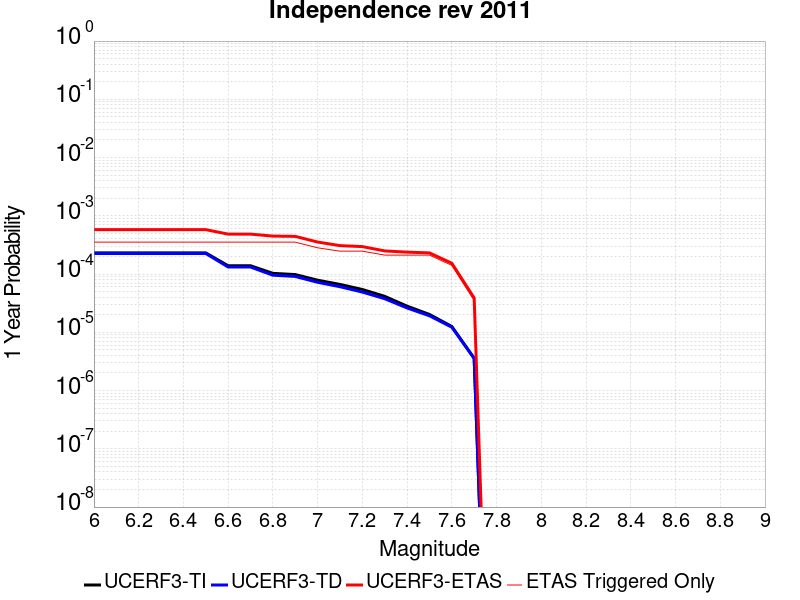 Independence rev 2011
1 Year Probability
10^0
10^-1
10^-2
10^-3
10^-4
10^-5
10^-6
10^-7
10^-8
6 6.2 6.4 6.6 6.8 7 7.2 7.4 7.6 7.8 8 8.2 8.4 8.6 8.8 9
Magnitude
UCERF3-TI UCERF3-TD UCERF3-ETAS ETAS Triggered Only